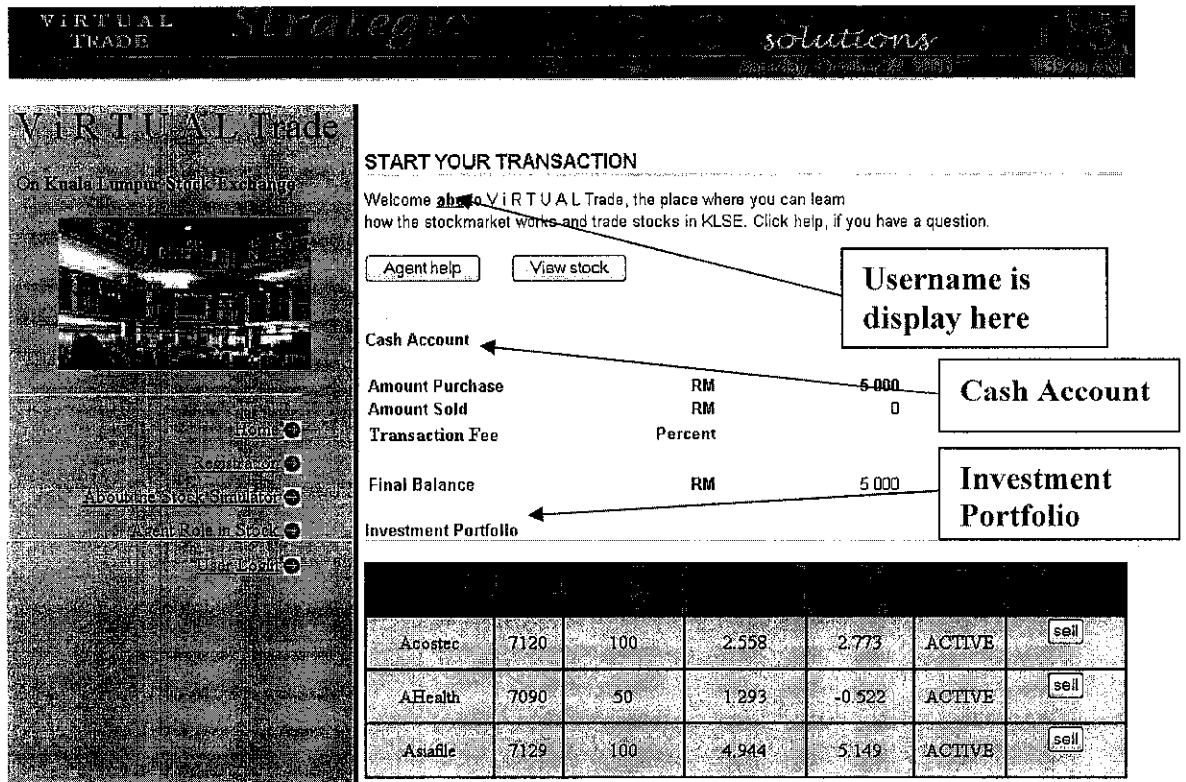 ViRTUAL
TRADE
Strategic
solutions
ViRTUAL Trade
On Kuala Lumpur Stock Exchange
Home
Registration
About the Stock Simulator
Agent Role in Stock
User Login
START YOUR TRANSACTION
Welcome to ViRTUAL Trade, the place where you can learn
how the stockmarket works and trade stocks in KLSE. Click help, if you have a question.
Agent help View stock
Username is
display here
Cash Account
Cash Account
Amount Purchase RM 5 000
Amount Sold RM 0
Transaction Fee Percent
Final Balance RM 5 000
Investment
Portfolio
Investment Portfolio
Acostec 7120 100 2.558 2.773 ACTIVE sell
AHealth 7090 50 1.293 -0.522 ACTIVE sell
Asiafile 7129 100 4.944 5.149 ACTIVE sell